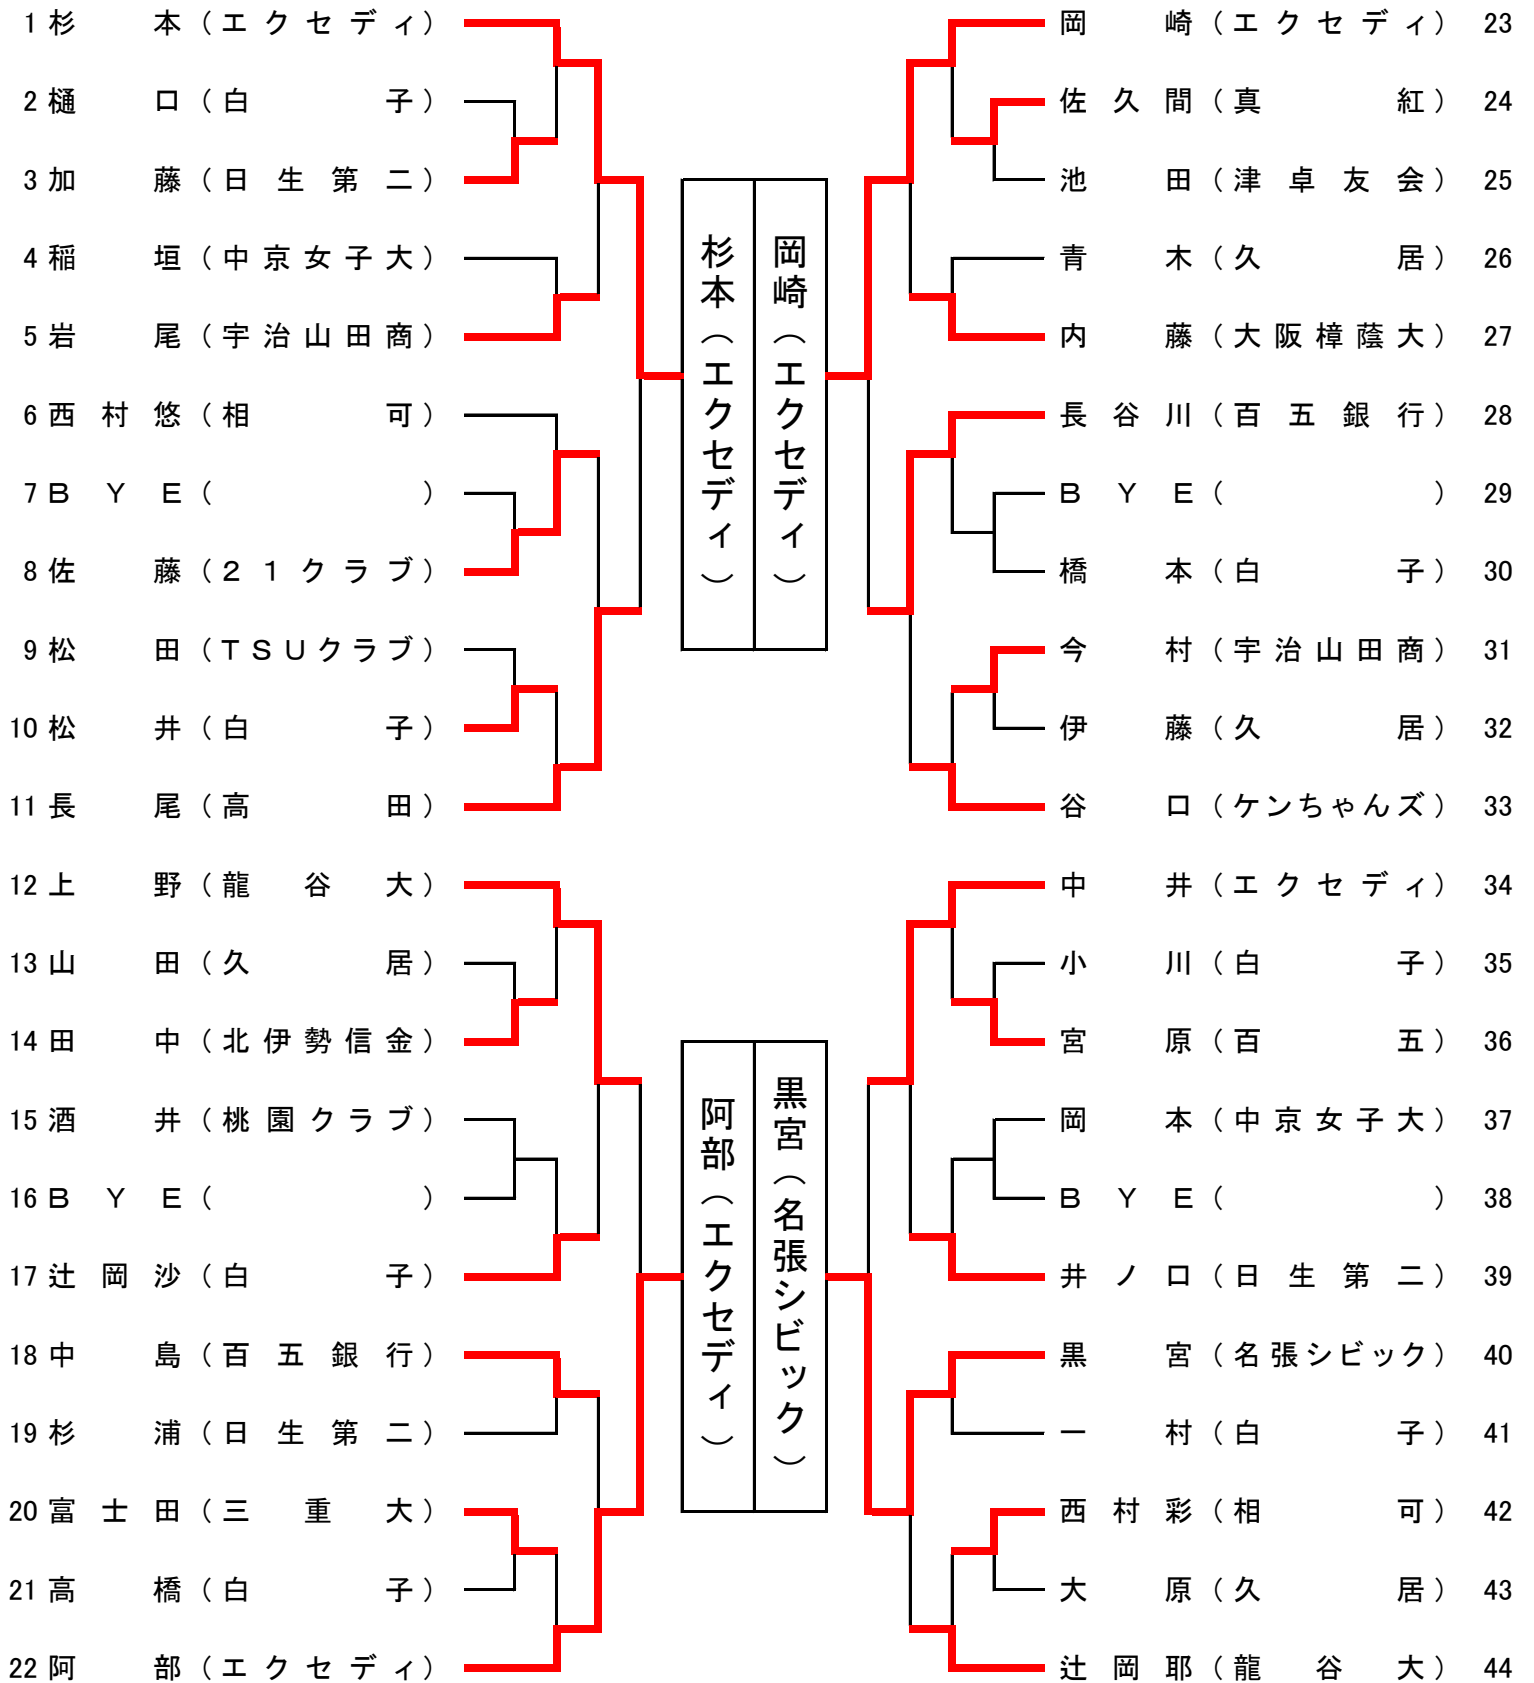 1 杉本（エクセディ）
2 樋口（白子）
3 加藤（日生第二）
4 稲垣（中京女子大）
5 岩尾（宇治山田商）
6 西村悠（相可）
7 ＢＹＥ（　）
8 佐藤（２１クラブ）
9 松田（ＴＳＵクラブ）
10 松井（白子）
11 長尾（高田）
12 上野（龍谷大）
13 山田（久居）
14 田中（北伊勢信金）
15 酒井（桃園クラブ）
16 ＢＹＥ（　）
17 辻岡沙（白子）
18 中島（百五銀行）
19 杉浦（日生第二）
20 富士田（三重大）
21 高橋（白子）
22 阿部（エクセディ）
杉本（エクセディ）
岡崎（エクセディ）
阿部（エクセディ）
黒宮（名張シビック）
岡崎（エクセディ） 23
佐久間（真紅） 24
池田（津卓友会） 25
青木（久居） 26
内藤（大阪樟蔭大） 27
長谷川（百五銀行） 28
ＢＹＥ（　） 29
橋本（白子） 30
今村（宇治山田商） 31
伊藤（久居） 32
谷口（ケンちゃんズ） 33
中井（エクセディ） 34
小川（白子） 35
宮原（百五） 36
岡本（中京女子大） 37
ＢＹＥ（　） 38
井ノ口（日生第二） 39
黒宮（名張シビック） 40
一村（白子） 41
西村彩（相可） 42
大原（久居） 43
辻岡耶（龍谷大） 44